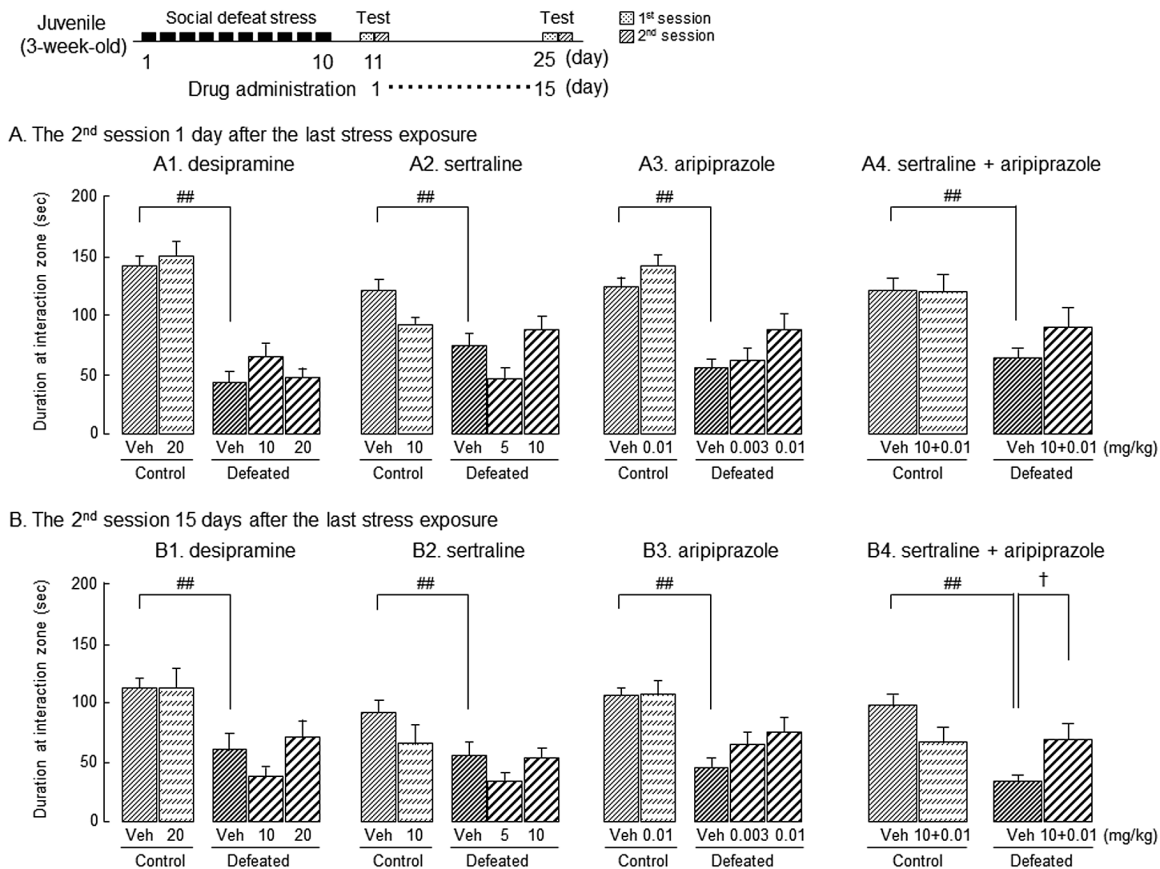 Juvenile
(3-week-old)
Social defeat stress
Test
Test
1st session
2nd session
1
10
11
25
(day)
Drug administration
1
15
(day)
A. The 2nd session 1 day after the last stress exposure
A1. desipramine
A2. sertraline
A3. aripiprazole
A4. sertraline + aripiprazole
Duration at interaction zone (sec)
200
150
100
50
0
##
##
##
##
Veh 20 Veh 10 20
Control Defeated
Veh 10 Veh 5 10
Control Defeated
Veh 0.01 Veh 0.003 0.01
Control Defeated
Veh 10+0.01 Veh 10+0.01 (mg/kg)
Control Defeated
B. The 2nd session 15 days after the last stress exposure
B1. desipramine
B2. sertraline
B3. aripiprazole
B4. sertraline + aripiprazole
Duration at interaction zone (sec)
200
150
100
50
0
##
##
##
##
†
Veh 20 Veh 10 20
Control Defeated
Veh 10 Veh 5 10
Control Defeated
Veh 0.01 Veh 0.003 0.01
Control Defeated
Veh 10+0.01 Veh 10+0.01 (mg/kg)
Control Defeated